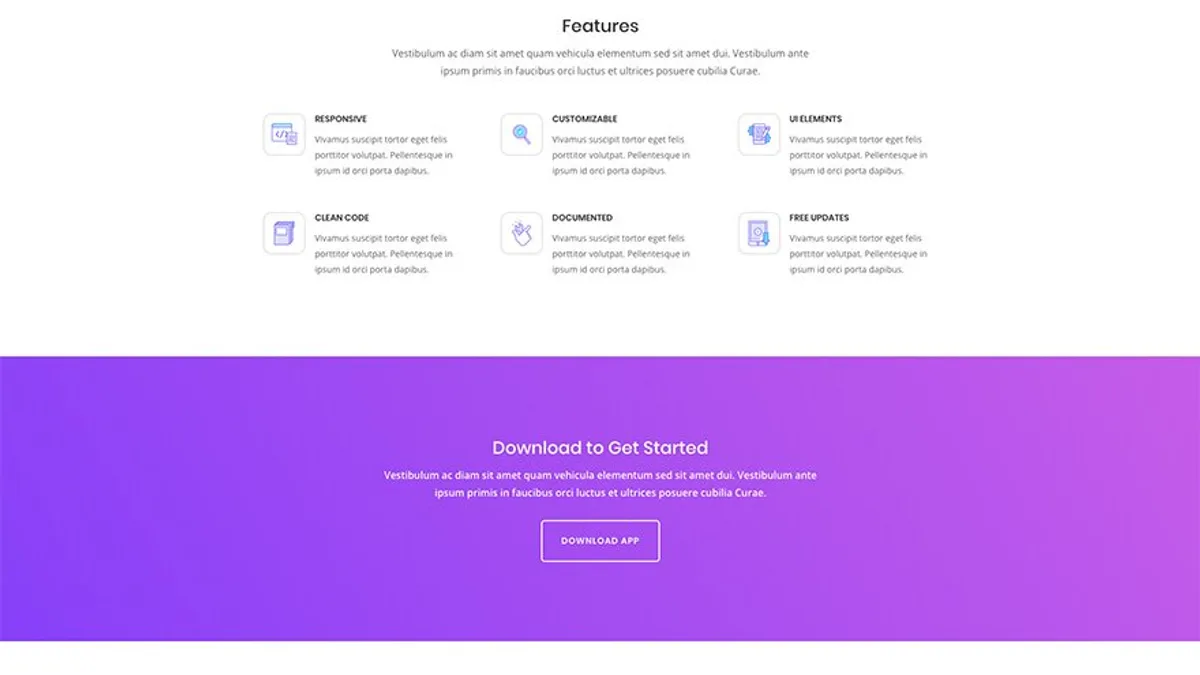 Features
Vestibulum ac diam sit amet quam vehicula elementum sed sit amet dui. Vestibulum ante
ipsum primis in faucibus orci luctus et ultrices posuere cubilia Curae.
RESPONSIVE
Vivamus suscipit tortor eget felis
porttitor volutpat. Pellentesque in
ipsum id orci porta dapibus.
CUSTOMIZABLE
Vivamus suscipit tortor eget felis
porttitor volutpat. Pellentesque in
ipsum id orci porta dapibus.
UI ELEMENTS
Vivamus suscipit tortor eget felis
porttitor volutpat. Pellentesque in
ipsum id orci porta dapibus.
CLEAN CODE
Vivamus suscipit tortor eget felis
porttitor volutpat. Pellentesque in
ipsum id orci porta dapibus.
DOCUMENTED
Vivamus suscipit tortor eget felis
porttitor volutpat. Pellentesque in
ipsum id orci porta dapibus.
FREE UPDATES
Vivamus suscipit tortor eget felis
porttitor volutpat. Pellentesque in
ipsum id orci porta dapibus.
Download to Get Started
Vestibulum ac diam sit amet quam vehicula elementum sed sit amet dui. Vestibulum ante
ipsum primis in faucibus orci luctus et ultrices posuere cubilia Curae.
DOWNLOAD APP